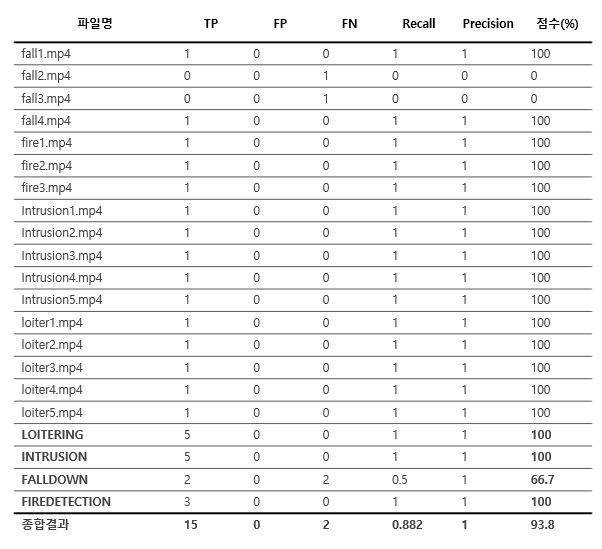 파일명 TP FP FN Recall Precision 점수(%)
fall1.mp4 1 0 0 1 1 100
fall2.mp4 0 0 1 0 0 0
fall3.mp4 0 0 1 0 0 0
fall4.mp4 1 0 0 1 1 100
fire1.mp4 1 0 0 1 1 100
fire2.mp4 1 0 0 1 1 100
fire3.mp4 1 0 0 1 1 100
Intrusion1.mp4 1 0 0 1 1 100
Intrusion2.mp4 1 0 0 1 1 100
Intrusion3.mp4 1 0 0 1 1 100
Intrusion4.mp4 1 0 0 1 1 100
Intrusion5.mp4 1 0 0 1 1 100
loiter1.mp4 1 0 0 1 1 100
loiter2.mp4 1 0 0 1 1 100
loiter3.mp4 1 0 0 1 1 100
loiter4.mp4 1 0 0 1 1 100
loiter5.mp4 1 0 0 1 1 100
LOITERING 5 0 0 1 1 100
INTRUSION 5 0 0 1 1 100
FALLDOWN 2 0 2 0.5 1 66.7
FIREDETECTION 3 0 0 1 1 100
종합결과 15 0 2 0.882 1 93.8